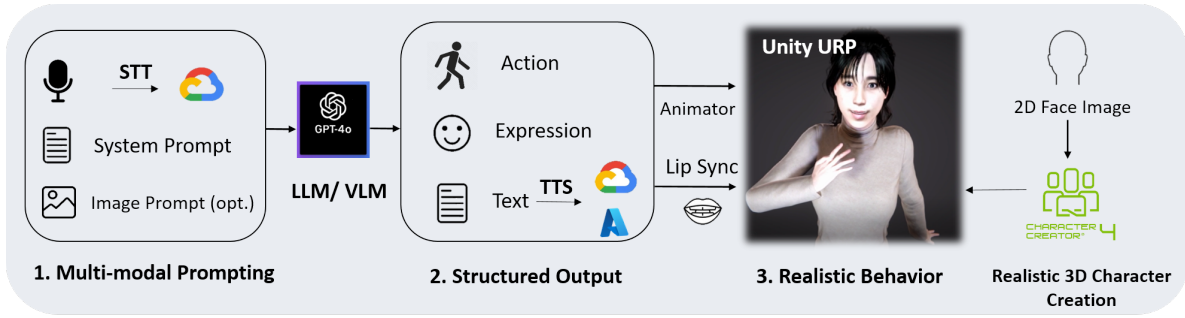 STT
System Prompt
Image Prompt (opt.)
1. Multi-modal Prompting
GPT-4o
LLM/ VLM
Action
Expression
Text
TTS
2. Structured Output
Animator
Lip Sync
Unity URP
3. Realistic Behavior
2D Face Image
CHARACTER
CREATOR 4
Realistic 3D Character
Creation